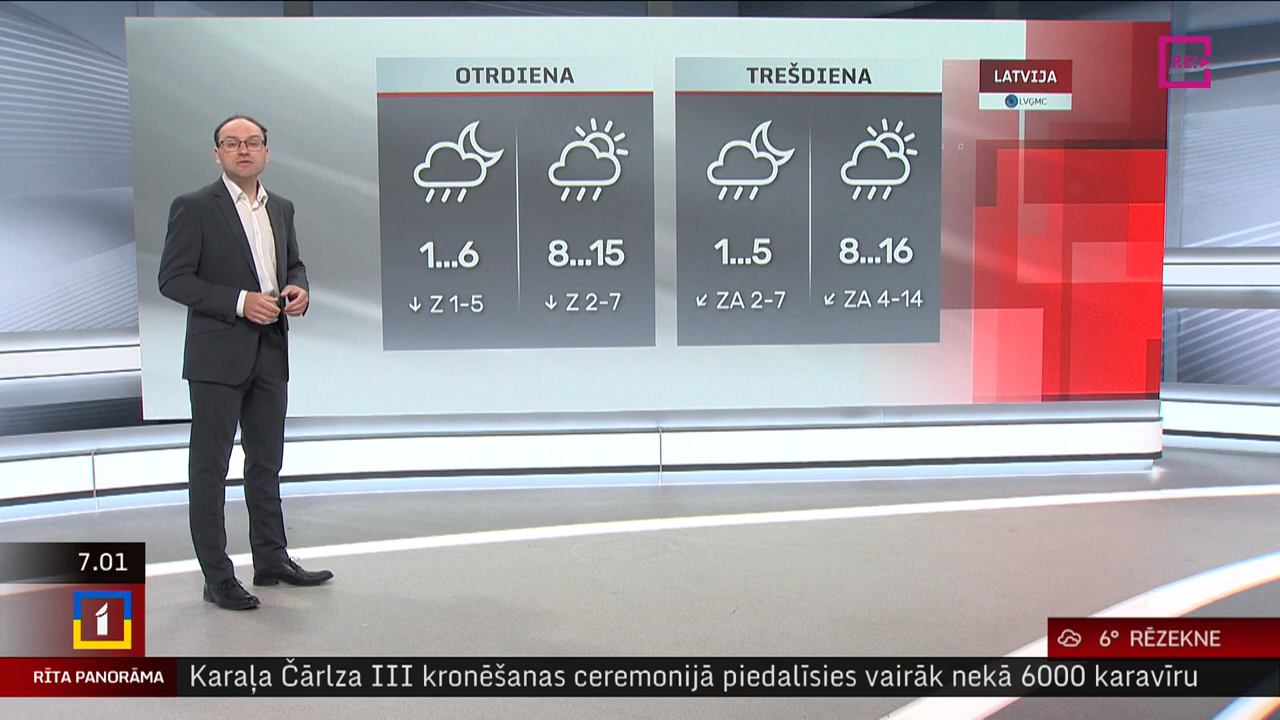 OTRDIENA
1...6
8...15
Z 1-5
Z 2-7
TREŠDIENA
1...5
8...16
ZA 2-7
ZA 4-14
LATVIJA
LVĢMC
RE!
7.01
1
6° RĒZEKNE
RĪTA PANORĀMA
Karaļa Čārlza III kronēšanas ceremonijā piedalīsies vairāk nekā 6000 karavīru